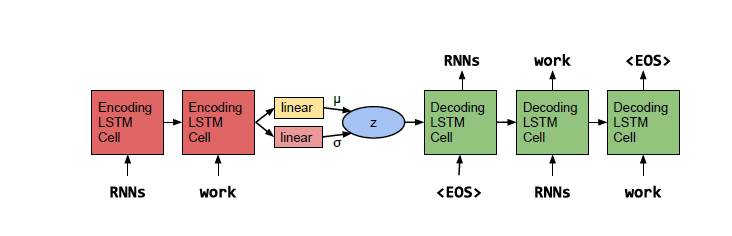 RNNs work <EOS>
Encoding LSTM Cell
Encoding LSTM Cell
linear
μ
linear
σ
z
Decoding LSTM Cell
Decoding LSTM Cell
Decoding LSTM Cell
RNNs work <EOS> RNNs work